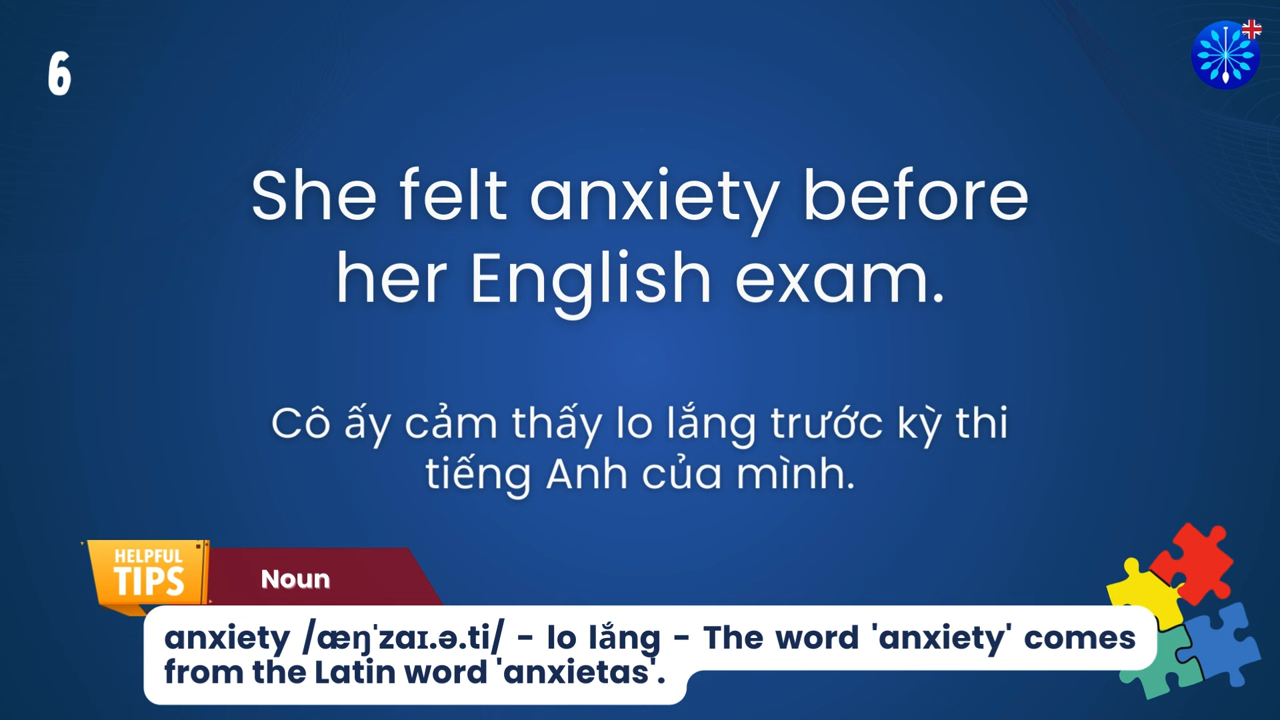 6
She felt anxiety before
her English exam.
Cô ấy cảm thấy lo lắng trước kỳ thi
tiếng Anh của mình.
HELPFUL
TIPS
Noun
anxiety /æŋˈzaɪ.ə.ti/ - lo lắng - The word 'anxiety' comes
from the Latin word 'anxietas'.